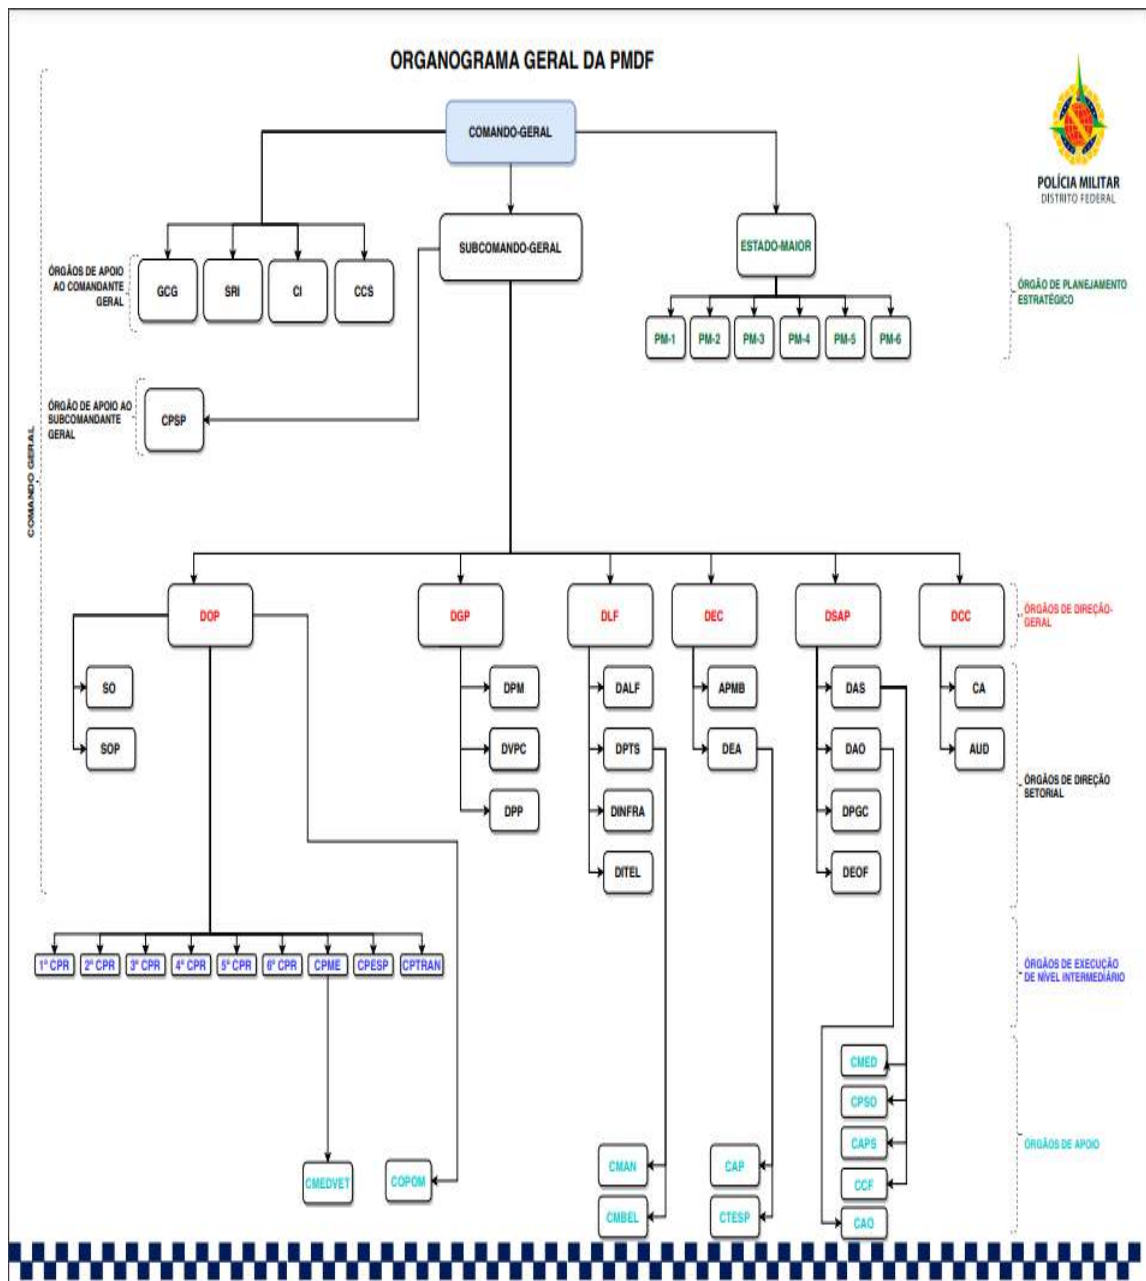 ORGANOGRAMA GERAL DA PMDF
COMANDO-GERAL
POLÍCIA MILITAR
DISTRITO FEDERAL
SUBCOMANDO-GERAL
ESTADO-MAIOR
ÓRGÃOS DE APOIO
AO COMANDANTE
GERAL
GCG
SRI
CI
CCS
ÓRGÃO DE PLANEJAMENTO
ESTRATÉGICO
PM-1
PM-2
PM-3
PM-4
PM-5
PM-6
ÓRGÃO DE APOIO AO
SUBCOMANDANTE
GERAL
CPSP
COMANDO GERAL
DOP
DGP
DLF
DEC
DSAP
DCC
ÓRGÃOS DE DIREÇÃO-
GERAL
SO
DPM
DALF
APMB
DAS
CA
SOP
DVPC
DPTS
DEA
DAO
AUD
ÓRGÃOS DE DIREÇÃO
SETORIAL
DPP
DINFRA
DPGC
DITEL
DEOF
1º CPR
2º CPR
3º CPR
4º CPR
5º CPR
6º CPR
CPME
CPESP
CPTRAN
ÓRGÃOS DE EXECUÇÃO
DE NÍVEL INTERMEDIÁRIO
CMED
CPSO
CAPS
ÓRGÃOS DE APOIO
CMEDVET
COPOM
CMAN
CAP
CCF
CMBEL
CTESP
CAO